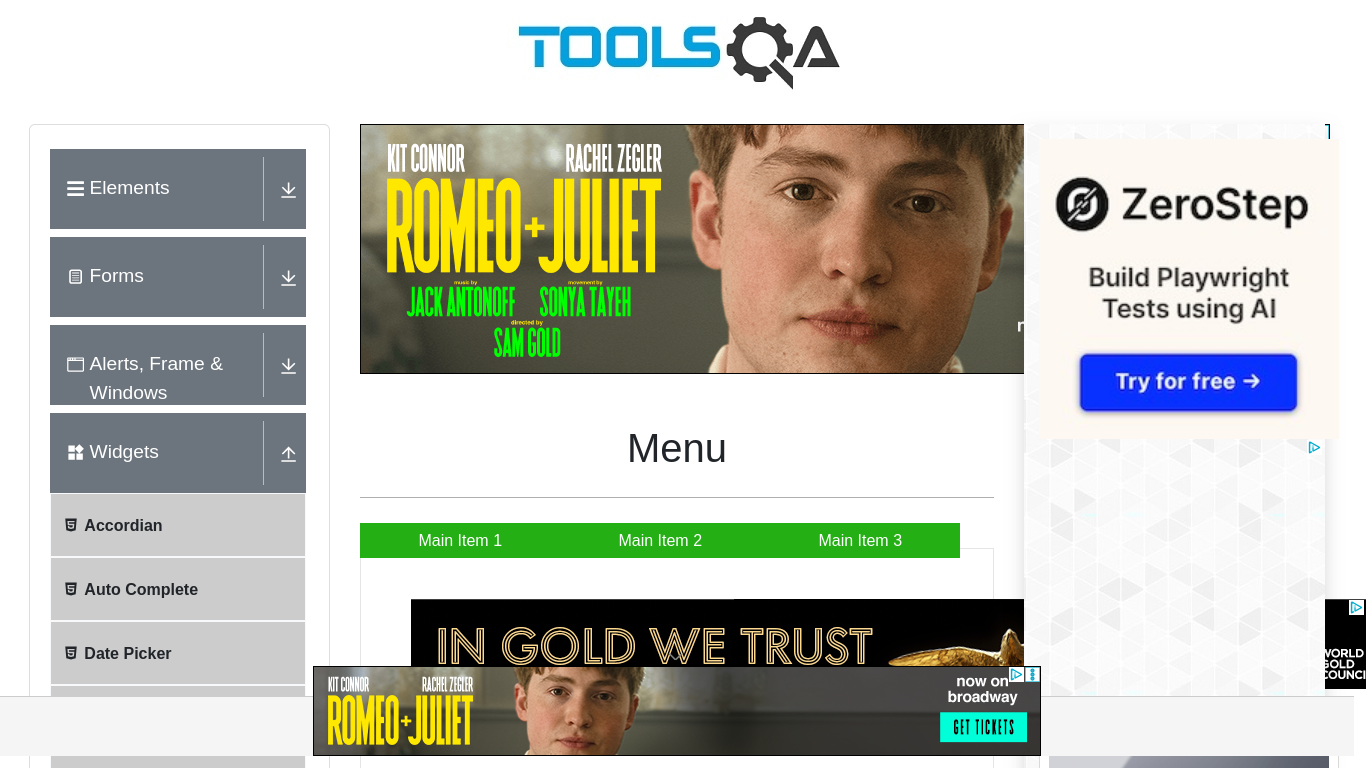 TOOLSQA
Elements
Forms
Alerts, Frame &
Windows
Widgets
Accordian
Auto Complete
Date Picker
KIT CONNOR
RACHEL ZEGLER
ROMEO+JULIET
music by
movement by
JACK ANTONOFF
SONYA TAYEH
directed by
SAM GOLD
ZeroStep
Build Playwright
Tests using AI
Try for free →
Menu
Main Item 1
Main Item 2
Main Item 3
IN GOLD WE TRUST
WORLD
GOLD
COUNCI
KIT CONNOR
RACHEL ZEGLER
ROMEO+JULIET
now on
broadway
GET TICKETS